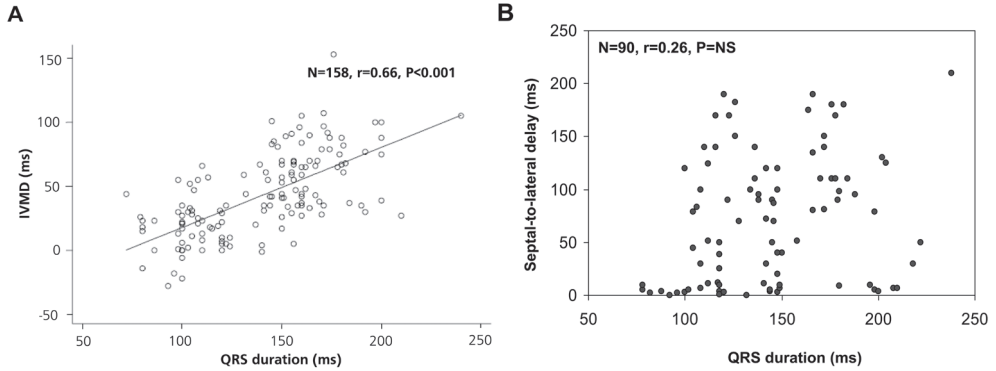 A
IVMD (ms)
150
100
50
0
-50
N=158, r=0.66, P<0.001
50
100
150
200
250
QRS duration (ms)
B
Septal-to-lateral delay (ms)
250
200
150
100
50
0
N=90, r=0.26, P=NS
50
100
150
200
250
QRS duration (ms)